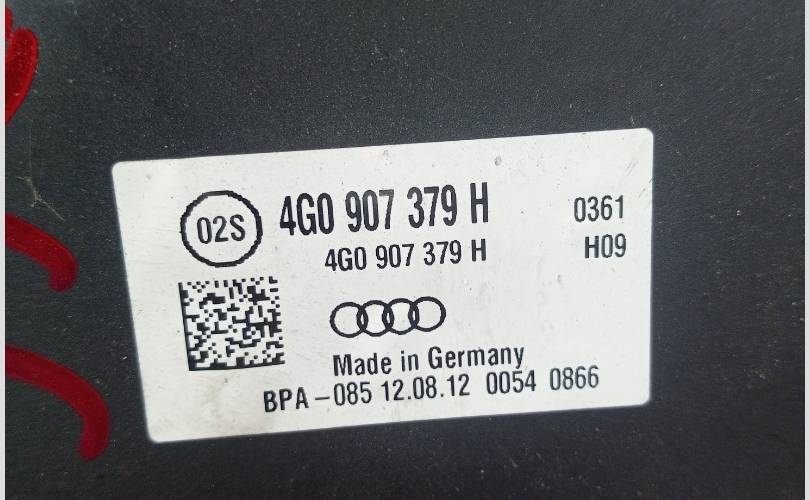 02S 4G0 907 379 H 0361
4G0 907 379 H H09
Made in Germany
BPA-085 12.08.12 0054 0866